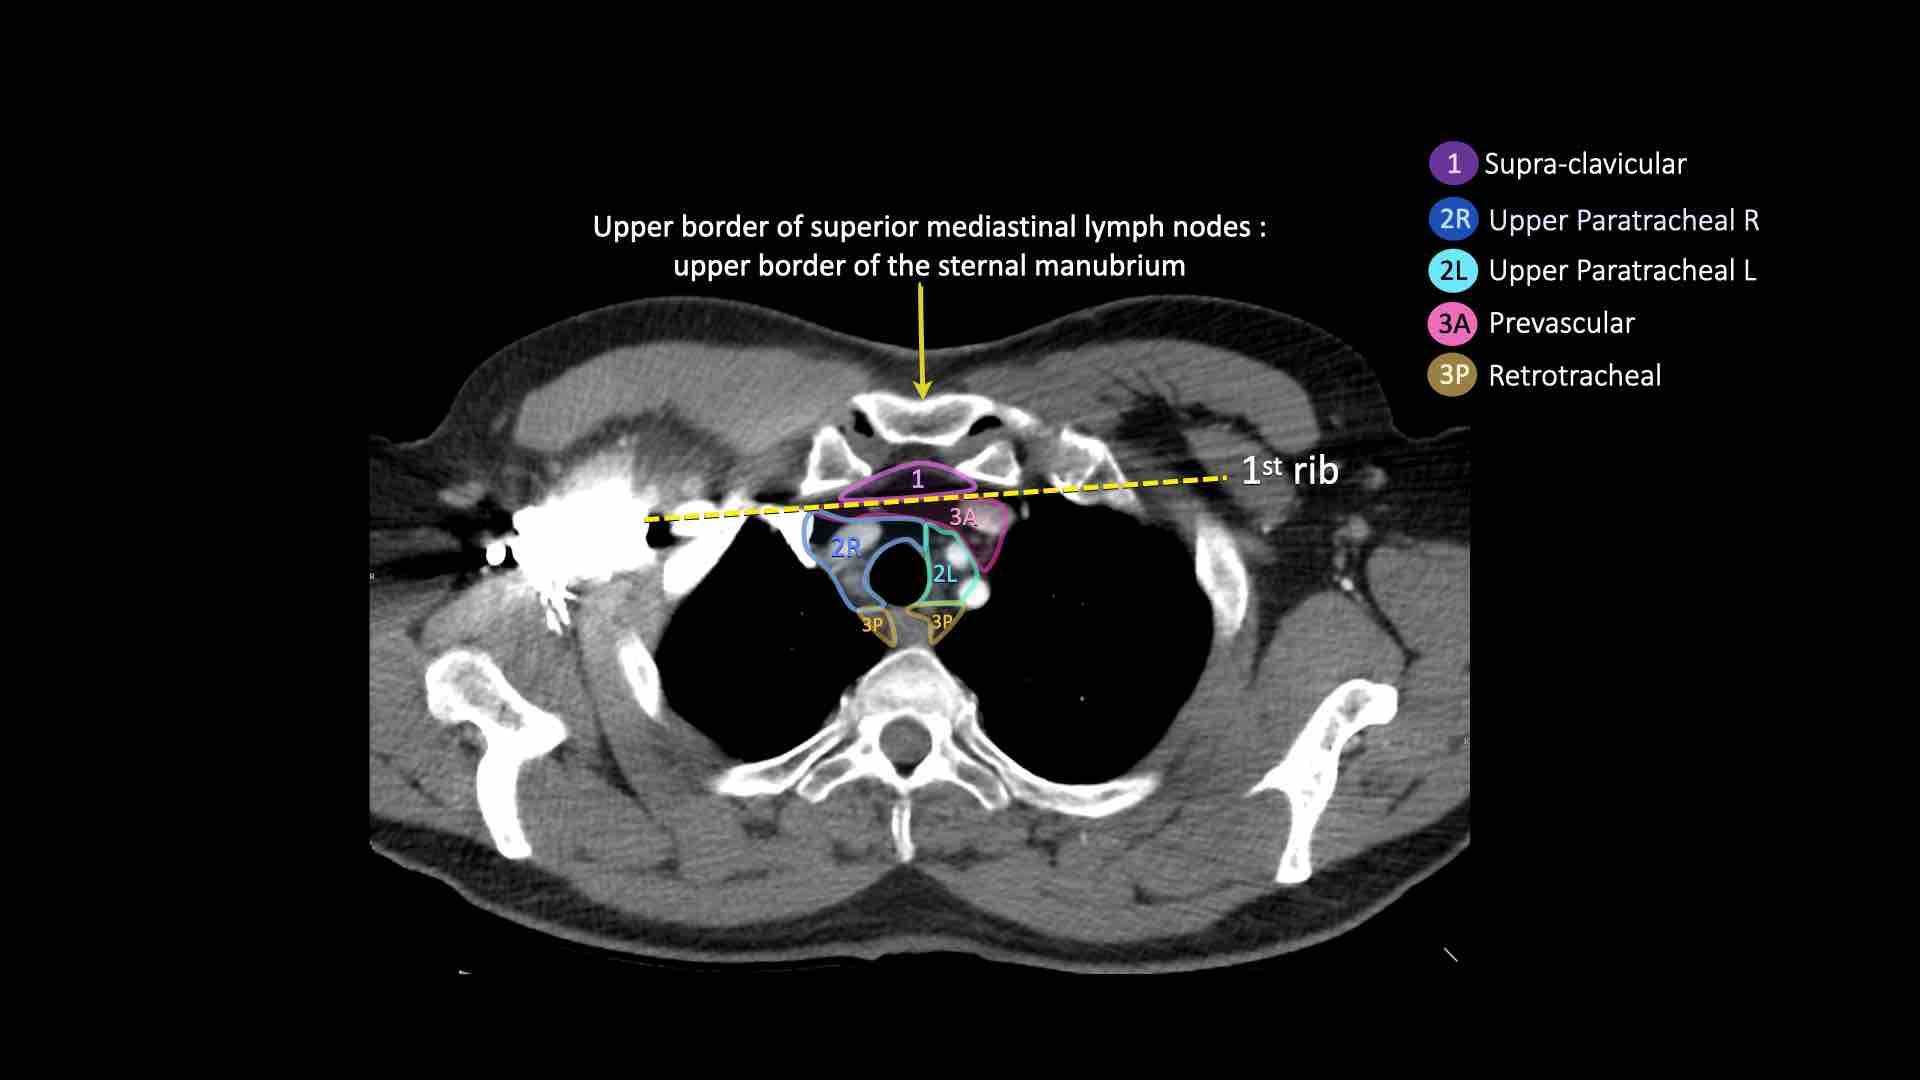 1 Supra-clavicular
2R Upper Paratracheal R
2L Upper Paratracheal L
3A Prevascular
3P Retrotracheal
Upper border of superior mediastinal lymph nodes :
upper border of the sternal manubrium
1st rib
1
3A
2R
2L
3P
3P
R